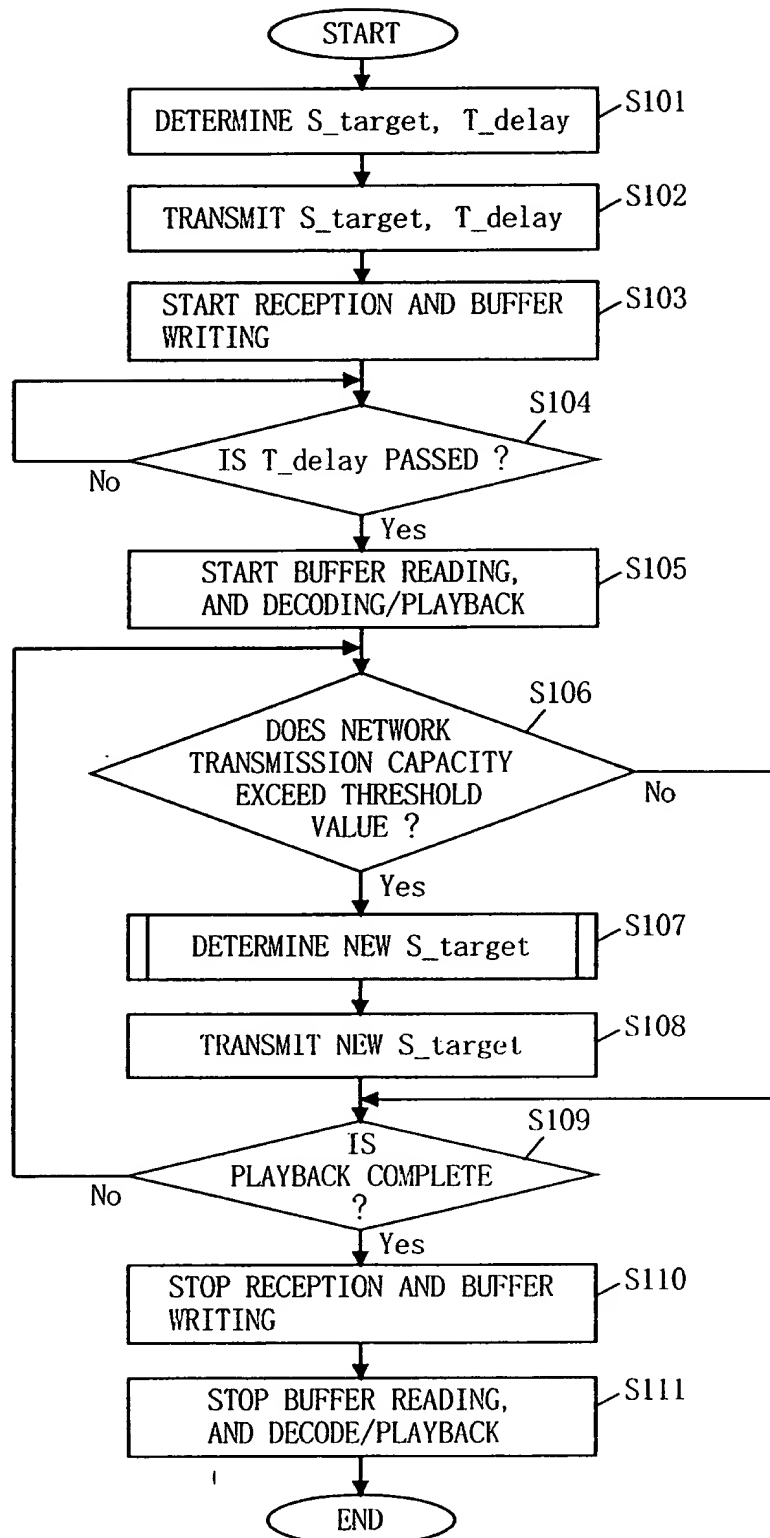 START
DETERMINE S_target, T_delay
S101
TRANSMIT S_target, T_delay
S102
START RECEPTION AND BUFFER
WRITING
S103
S104
IS T_delay PASSED ?
No
Yes
START BUFFER READING,
AND DECODING/PLAYBACK
S105
S106
DOES NETWORK
TRANSMISSION CAPACITY
EXCEED THRESHOLD
VALUE ?
No
Yes
DETERMINE NEW S_target
S107
TRANSMIT NEW S_target
S108
S109
IS
PLAYBACK COMPLETE
?
No
Yes
STOP RECEPTION AND BUFFER
WRITING
S110
STOP BUFFER READING,
AND DECODE/PLAYBACK
S111
END